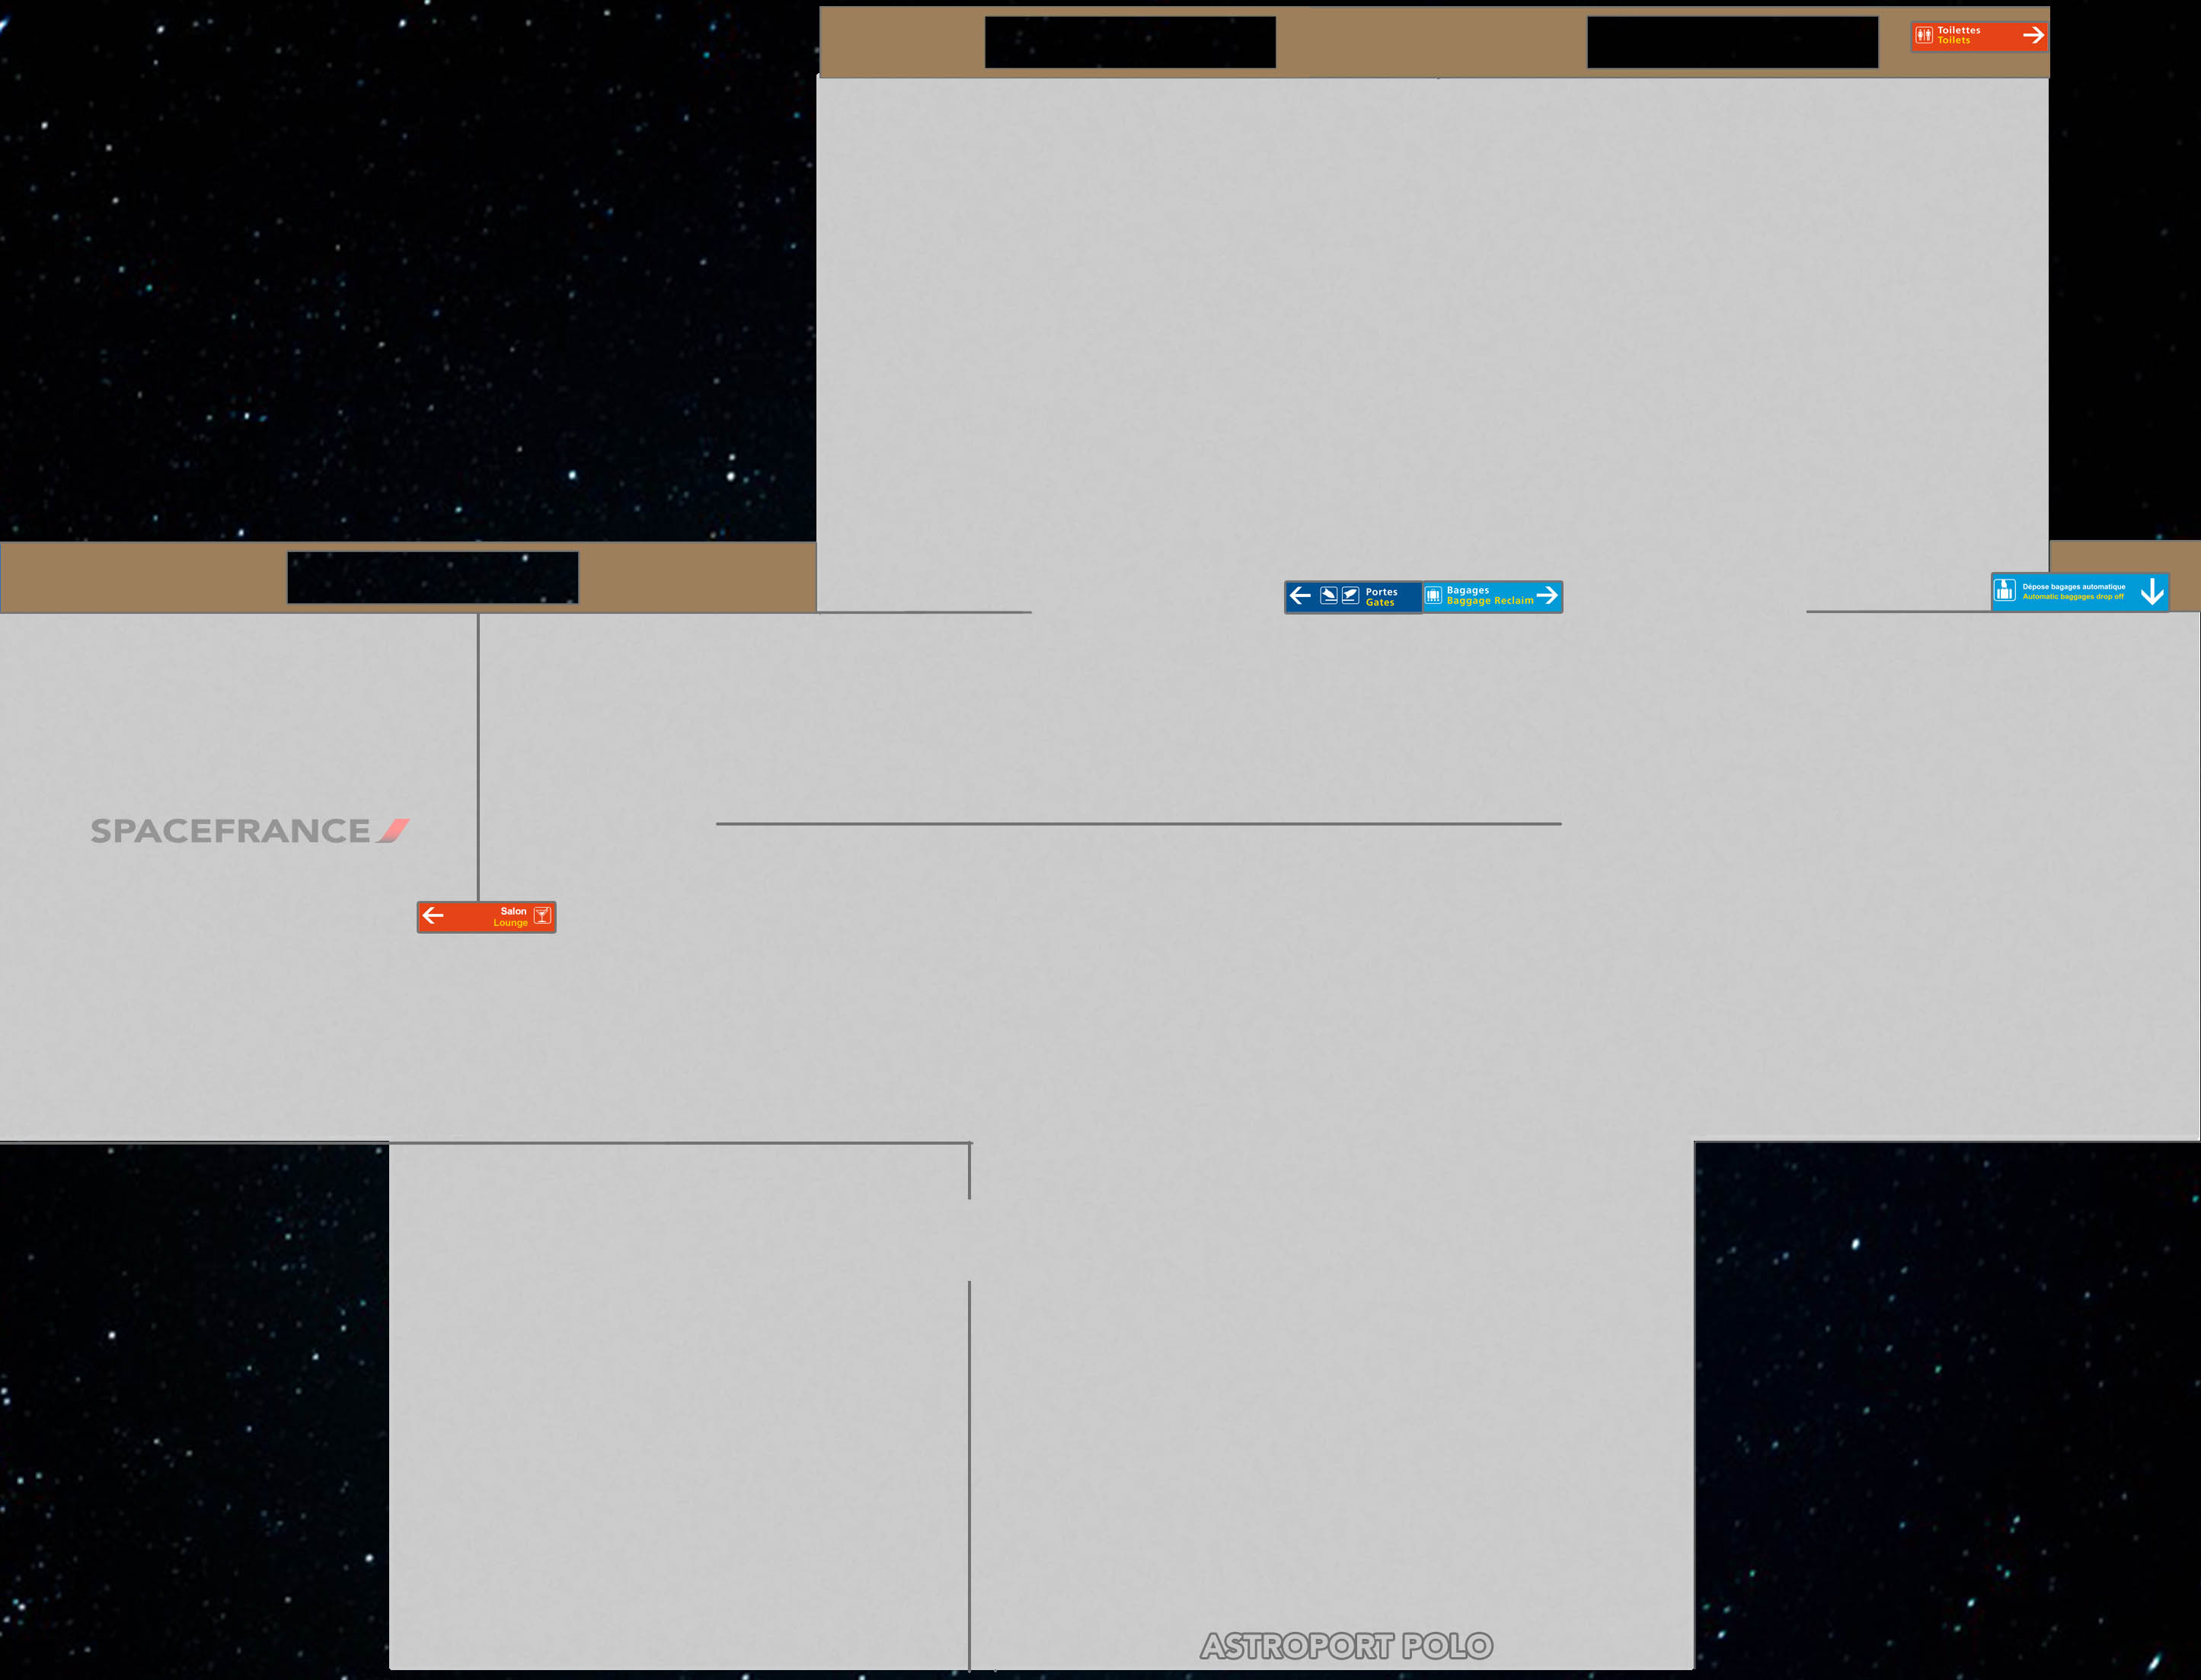 Toilettes
Toilets
Portes
Gates
Bagages
Baggage Reclaim
Dépose bagages automatique
Automatic baggages drop off
SPACEFRANCE
Salon
Lounge
ASTROPORT POLO